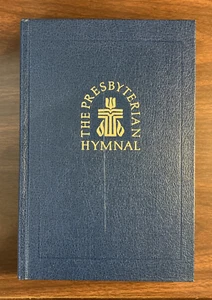 THE PRESBYTERIAN
HYMNAL